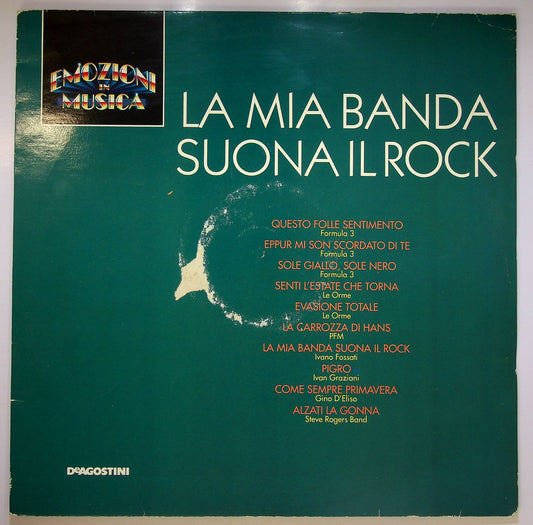 EMOZIONI
IN
MUSICA
LA MIA BANDA
SUONA IL ROCK
QUESTO FOLLE SENTIMENTO
Formula 3
EPPUR MI SON SCORDATO DI TE
Formula 3
SOLE GIALLO, SOLE NERO
Formula 3
SENTI L'ESTATE CHE TORNA
Le Orme
EVASIONE TOTALE
Le Orme
LA CARROZZA DI HANS
PFM
LA MIA BANDA SUONA IL ROCK
Ivano Fossati
PIGRO
Ivan Graziani
COME SEMPRE PRIMAVERA
Gino D'Eliso
ALZATI LA GONNA
Steve Rogers Band
DeAGOSTINI